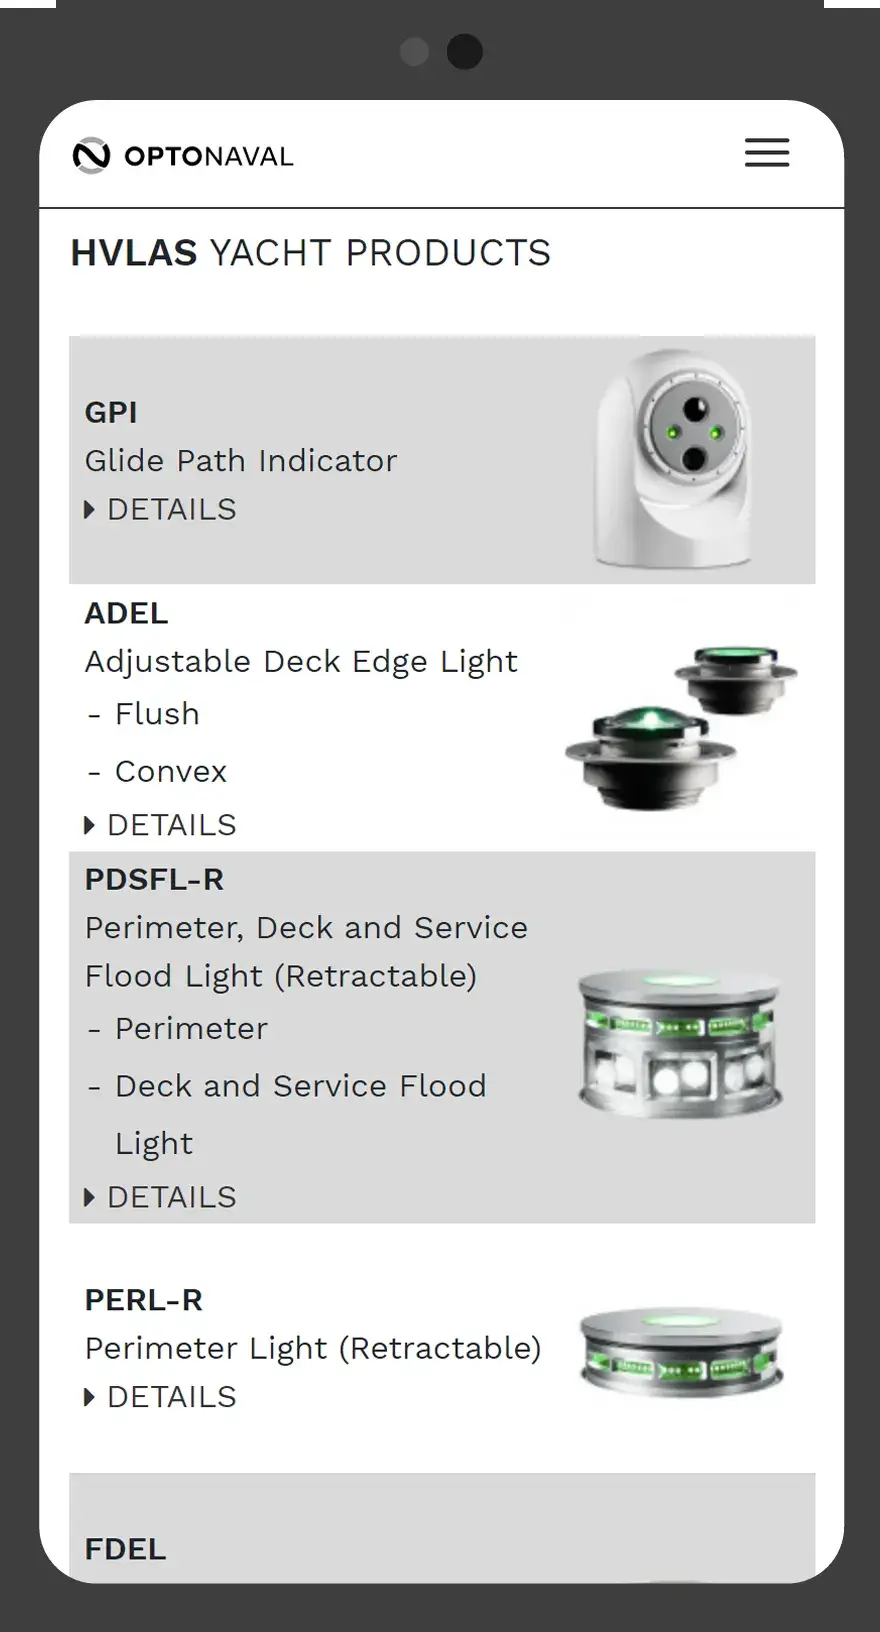 OPTONAVAL
HVLAS YACHT PRODUCTS
GPI
Glide Path Indicator
DETAILS
ADEL
Adjustable Deck Edge Light
- Flush
- Convex
DETAILS
PDSFL-R
Perimeter, Deck and Service
Flood Light (Retractable)
- Perimeter
- Deck and Service Flood
Light
DETAILS
PERL-R
Perimeter Light (Retractable)
DETAILS
FDEL